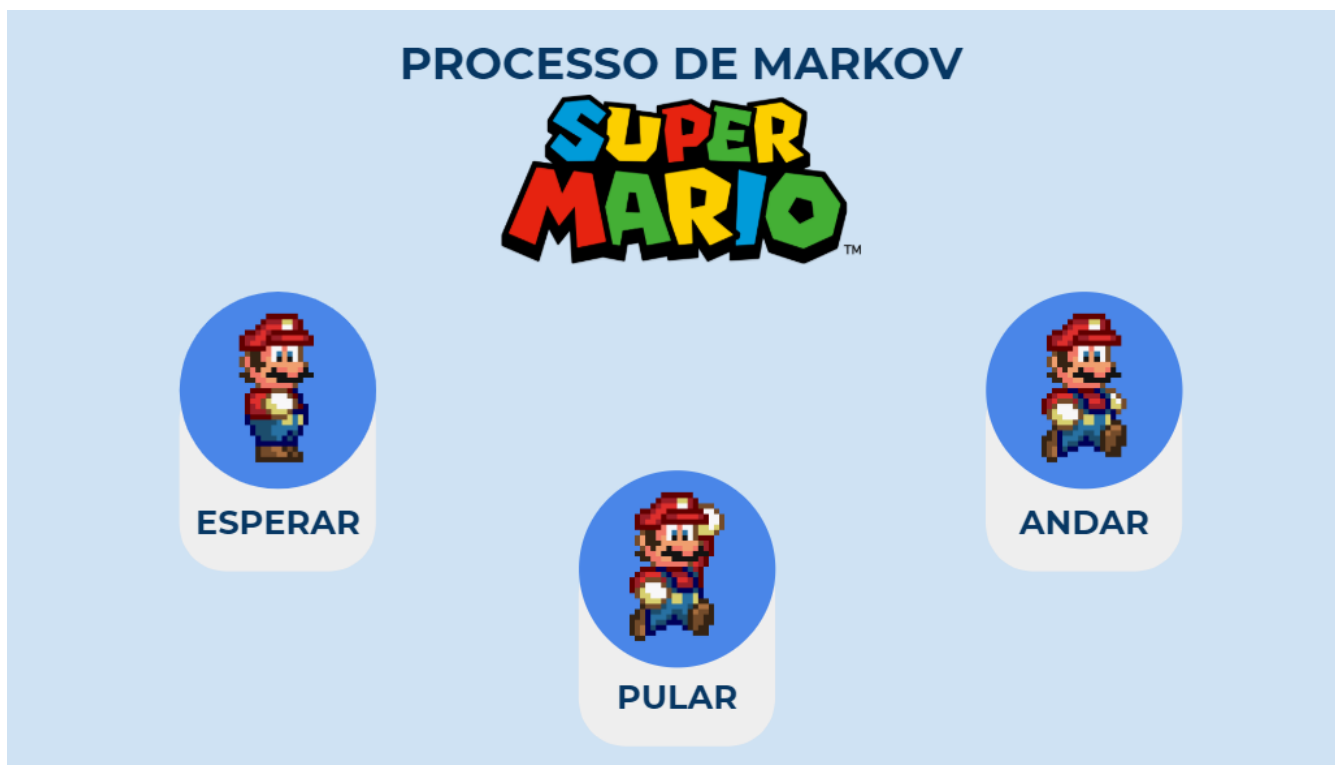 PROCESSO DE MARKOV
SUPER
MARIO
TM
ESPERAR
ANDAR
PULAR